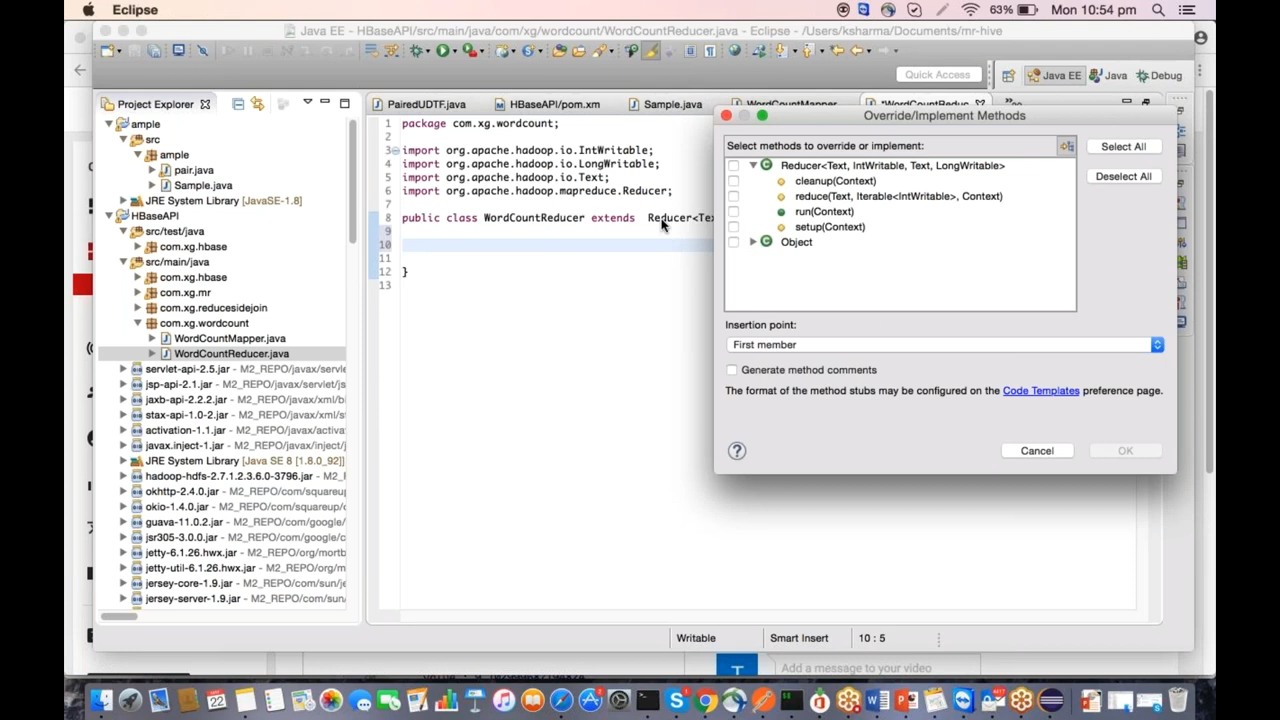 Eclipse
63%
Mon 10:54 pm
Java EE - HBaseAPI/src/main/java/com/xg/wordcount/WordCountReducer.java - Eclipse - /Users/ksharma/Documents/mr-hive
Quick Access
Java EE
Java
Debug
Project Explorer
PairedUDTF.java
HBaseAPI/pom.xml
Sample.java
WordCountMapper
*WordCountReduc
ample
src
ample
pair.java
Sample.java
JRE System Library [JavaSE-1.8]
HBaseAPI
src/test/java
com.xg.hbase
src/main/java
com.xg.hbase
com.xg.mr
com.xg.reducesidejoin
com.xg.wordcount
WordCountMapper.java
WordCountReducer.java
servlet-api-2.5.jar - M2_REPO/javax/servlet/
jsp-api-2.1.jar - M2_REPO/javax/servlet/j
jaxb-api-2.2.2.jar - M2_REPO/javax/xml/bi
stax-api-1.0-2.jar - M2_REPO/javax/xml/
activation-1.1.jar - M2_REPO/javax/activa
javax.inject-1.jar - M2_REPO/javax/inject/
JRE System Library [Java SE 8 [1.8.0_92]]
hadoop-hdfs-2.7.1.2.3.6.0-3796.jar - M2_
okhttp-2.4.0.jar - M2_REPO/com/squareup
okio-1.4.0.jar - M2_REPO/com/squareup/
guava-11.0.2.jar - M2_REPO/com/google/
jsr305-3.0.0.jar - M2_REPO/com/google/c
jetty-6.1.26.hwx.jar - M2_REPO/org/mortb
jetty-util-6.1.26.hwx.jar - M2_REPO/org/m
jersey-core-1.9.jar - M2_REPO/com/sun/je
jersey-server-1.9.jar - M2_REPO/com/sun/
1 package com.xg.wordcount;
2
3 import org.apache.hadoop.io.IntWritable;
4 import org.apache.hadoop.io.LongWritable;
5 import org.apache.hadoop.io.Text;
6 import org.apache.hadoop.mapreduce.Reducer;
7
8 public class WordCountReducer extends Reducer<Tex
9
10
11
12 }
13
Override/Implement Methods
Select methods to override or implement:
Reducer<Text, IntWritable, Text, LongWritable>
cleanup(Context)
reduce(Text, Iterable<IntWritable>, Context)
run(Context)
setup(Context)
Object
Select All
Deselect All
Insertion point:
First member
Generate method comments
The format of the method stubs may be configured on the Code Templates preference page.
Cancel
OK
Writable
Smart Insert
10 : 5
T
Add a message to your video